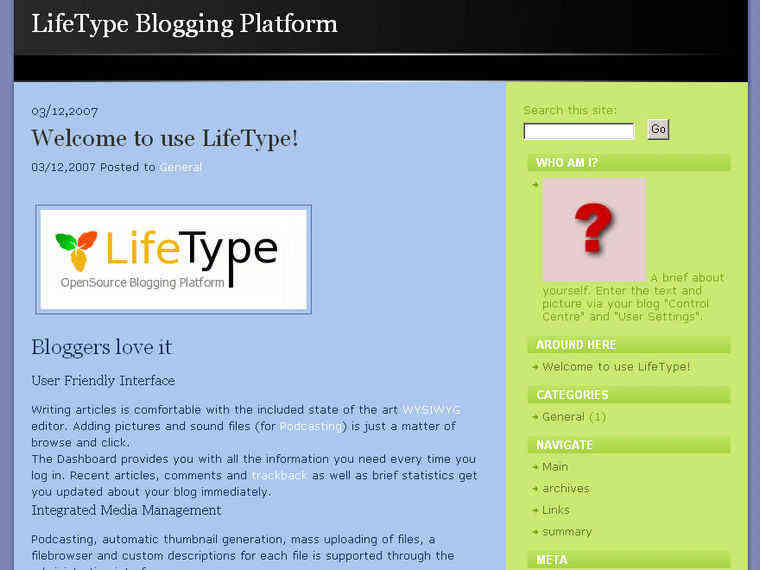 LifeType Blogging Platform
03/12,2007
Welcome to use LifeType!
03/12,2007 Posted to General
LifeType
OpenSource Blogging Platform
Bloggers love it
User Friendly Interface
Writing articles is comfortable with the included state of the art WYSIWYG
editor. Adding pictures and sound files (for Podcasting) is just a matter of
browse and click.
The Dashboard provides you with all the information you need every time you
log in. Recent articles, comments and trackback as well as brief statistics get
you updated about your blog immediately.
Integrated Media Management
Podcasting, automatic thumbnail generation, mass uploading of files, a
filebrowser and custom descriptions for each file is supported through the
Search this site:
Go
WHO AM I?
?
A brief about
yourself. Enter the text and
picture via your blog "Control
Centre" and "User Settings".
AROUND HERE
Welcome to use LifeType!
CATEGORIES
General (1)
NAVIGATE
Main
archives
Links
summary
META